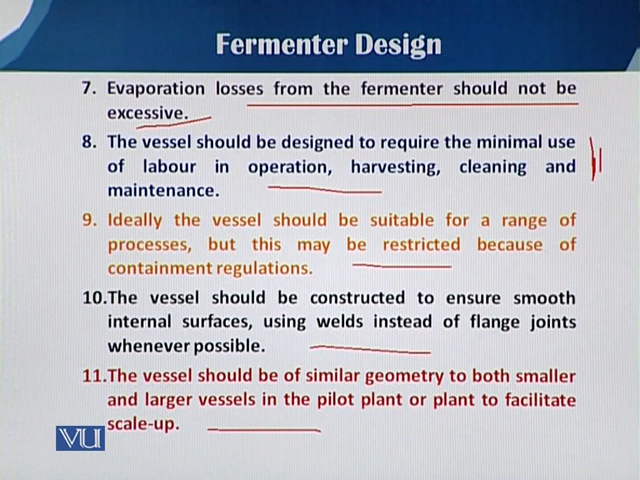 Fermenter Design
7. Evaporation losses from the fermenter should not be
excessive.
8. The vessel should be designed to require the minimal use
of labour in operation, harvesting, cleaning and
maintenance.
9. Ideally the vessel should be suitable for a range of
processes, but this may be restricted because of
containment regulations.
10.The vessel should be constructed to ensure smooth
internal surfaces, using welds instead of flange joints
whenever possible.
11.The vessel should be of similar geometry to both smaller
and larger vessels in the pilot plant or plant to facilitate
scale-up.
VU